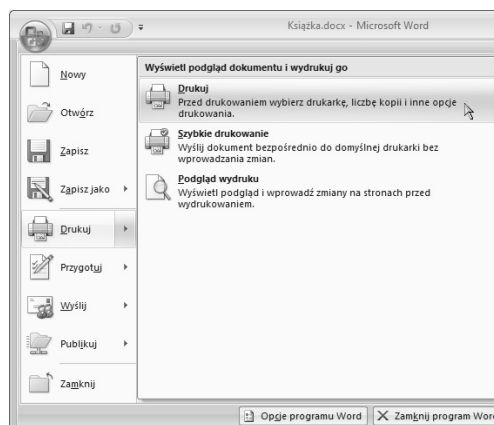 Książka.docx - Microsoft Word
Nowy
Otwórz
Zapisz
Zapisz jako
Drukuj
Przygotuj
Wyślij
Publikuj
Zamknij
Wyświetl podgląd dokumentu i wydrukuj go
Drukuj
Przed drukowaniem wybierz drukarkę, liczbę kopii i inne opcje
drukowania.
Szybkie drukowanie
Wyślij dokument bezpośrednio do domyślnej drukarki bez
wprowadzania zmian.
Podgląd wydruku
Wyświetl podgląd i wprowadź zmiany na stronach przed
wydrukowaniem.
Opcje programu Word
Zamknij program Word